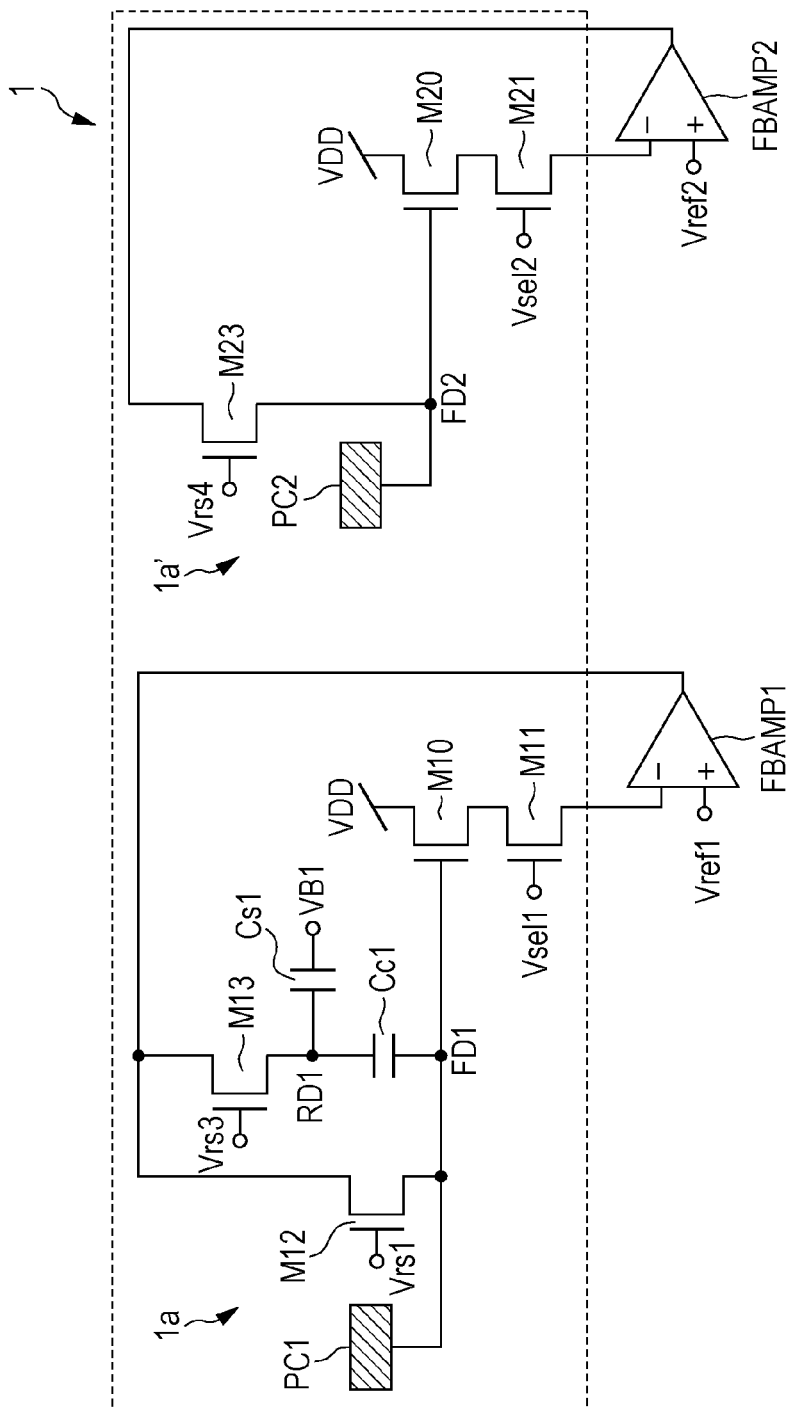 1
VDD
M20
M21
Vsel2
FBAMP2
Vref2
M23
Vrs4
FD2
PC2
1a'
VDD
M10
M11
Vsel1
FBAMP1
Vref1
VB1
Cs1
Cc1
M13
RD1
FD1
Vrs3
M12
Vrs1
1a
PC1
−
+
−
+